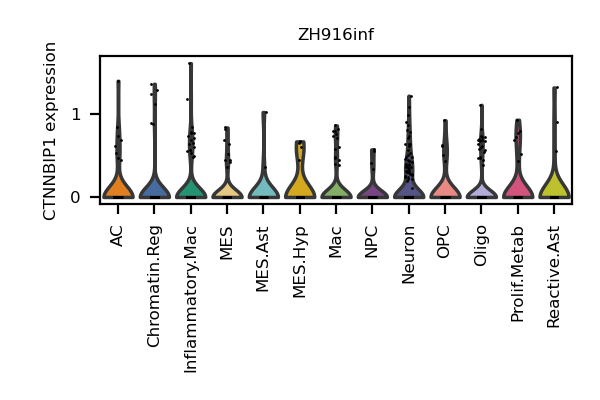 ZH916inf
CTNNBIP1 expression
1
0
AC
Chromatin.Reg
Inflammatory.Mac
MES
MES.Ast
MES.Hyp
Mac
NPC
Neuron
OPC
Oligo
Prolif.Metab
Reactive.Ast